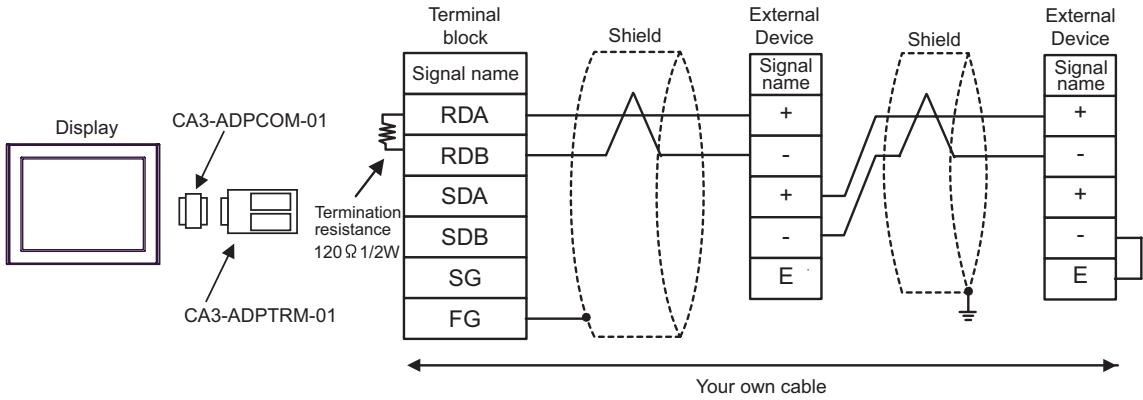 Display
CA3-ADPCOM-01
CA3-ADPTRM-01
Termination
resistance
120Ω1/2W
Terminal
block
Signal name
RDA
RDB
SDA
SDB
SG
FG
Shield
External
Device
Signal
name
+
-
+
-
E
Shield
External
Device
Signal
name
+
-
+
-
E
Your own cable